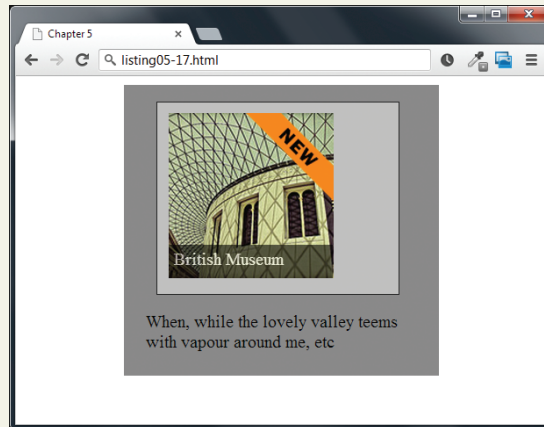 Chapter 5
listing05-17.html
NEW
British Museum
When, while the lovely valley teems
with vapour around me, etc